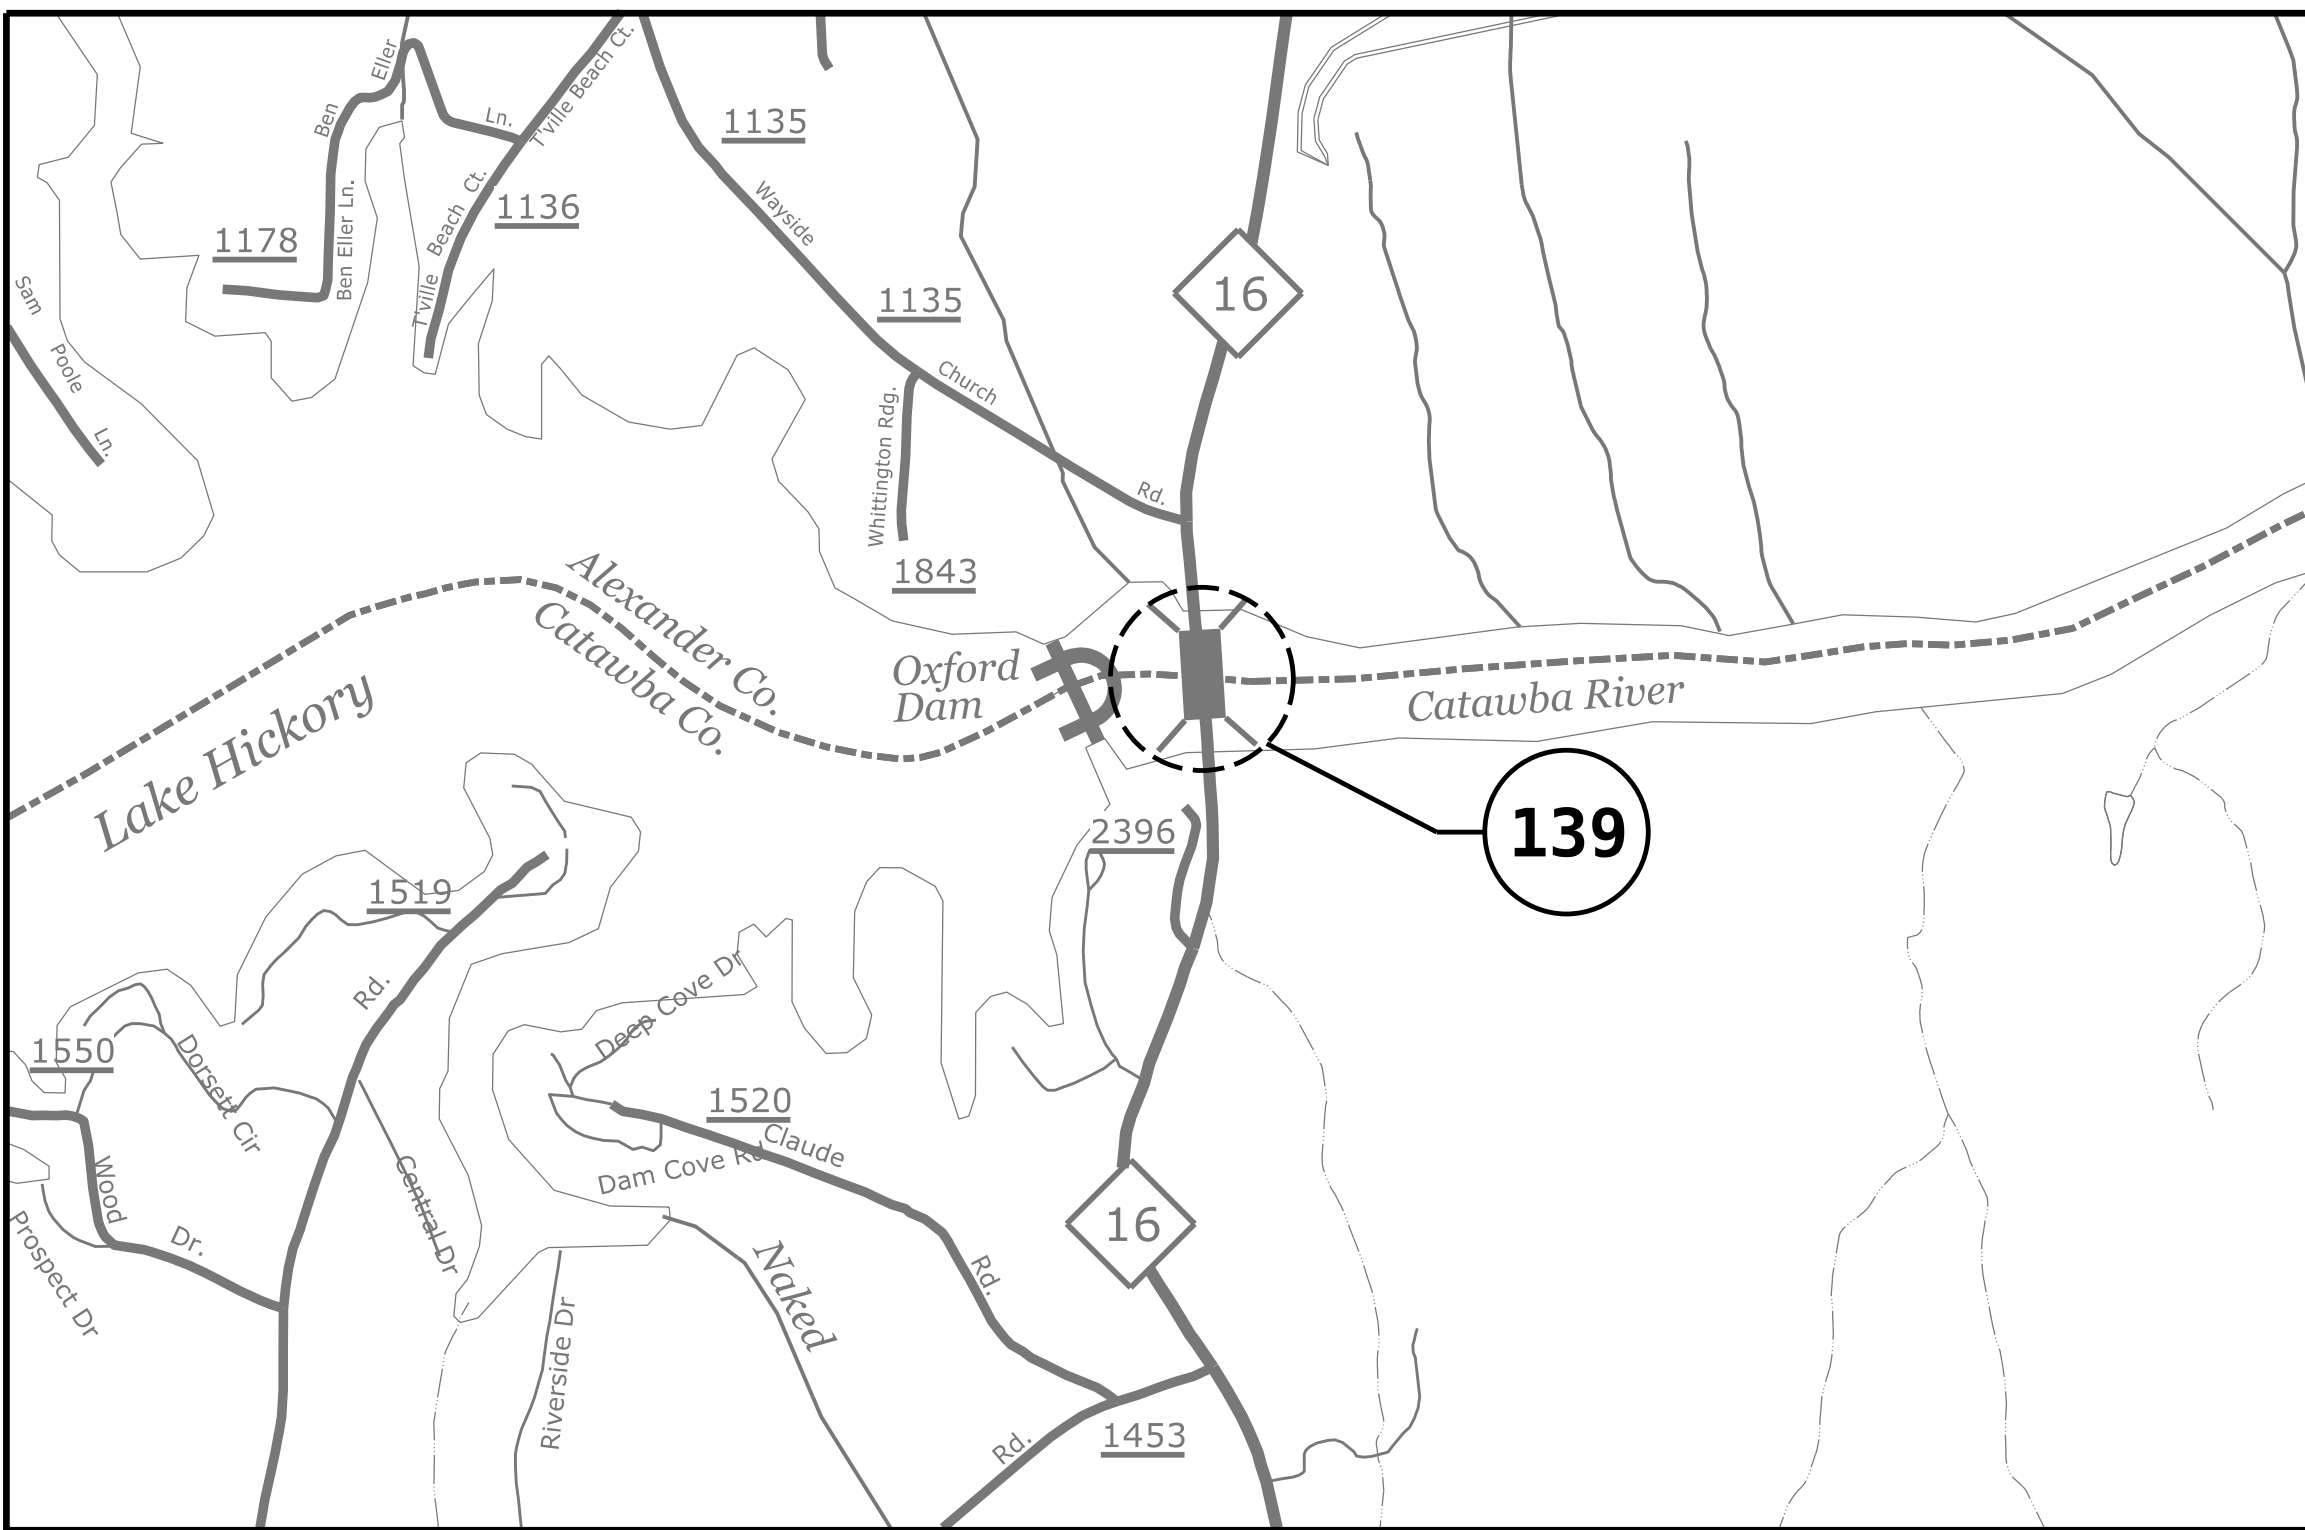 Ben
Eller
Ln.
T'ville Beach Ct.
1135
1136
1178
Ben Eller Ln.
T'ville Beach Ct.
Wayside
1135
16
Church
Rd.
Whittington Rdg.
1843
Sam
Poole
Ln.
Alexander Co.
Catawba Co.
Lake Hickory
Oxford
Dam
Catawba River
139
2396
1519
Rd.
1550
Dorsett Cir
Deep Cove Dr
1520
Claude
Dam Cove Rd
Wood
Dr.
Central Dr
Prospect Dr
16
Rd.
Naked
Riverside Dr
Rd.
1453